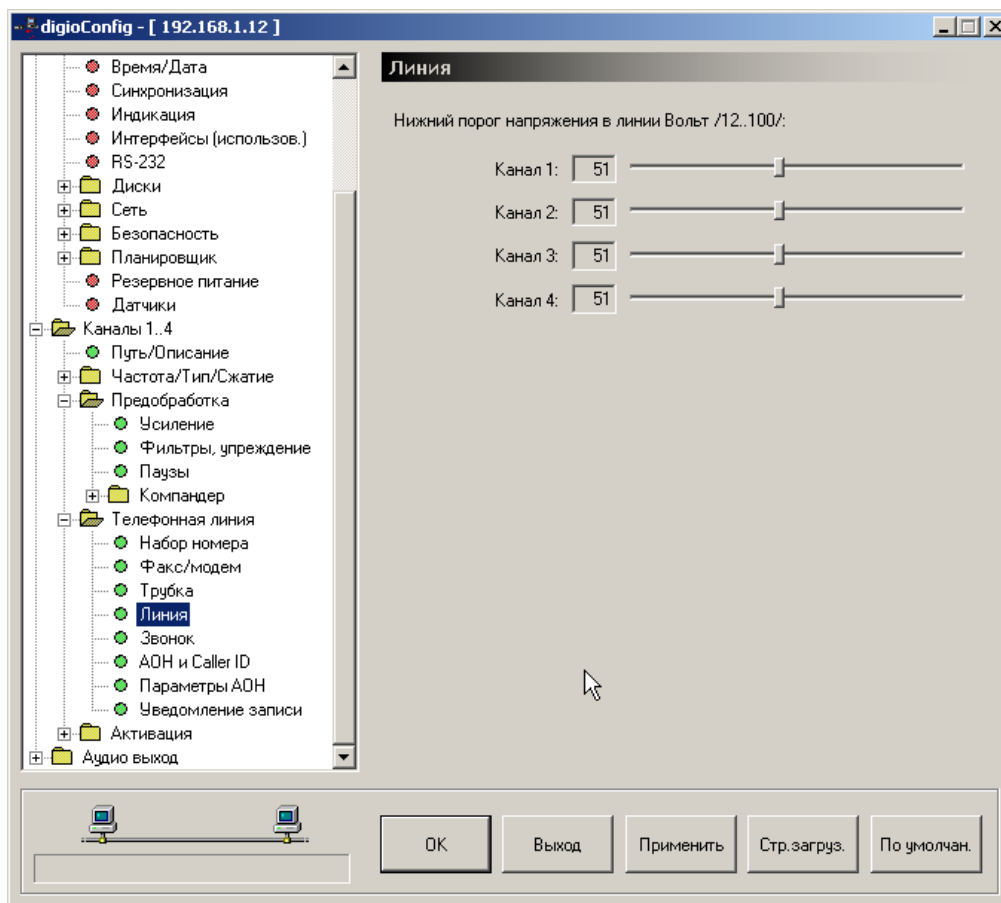 digioConfig - [ 192.168.1.12 ]
Время/Дата
Синхронизация
Индикация
Интерфейсы (использов.)
RS-232
Диски
Сеть
Безопасность
Планировщик
Резервное питание
Датчики
Каналы 1..4
Путь/Описание
Частота/Тип/Сжатие
Предобработка
Усиление
Фильтры, упреждение
Паузы
Компандер
Телефонная линия
Набор номера
Факс/модем
Трубка
Линия
Звонок
АОН и Caller ID
Параметры АОН
Уведомление записи
Активация
Аудио выход
Линия
Нижний порог напряжения в линии Вольт /12..100/:
Канал 1: 51
Канал 2: 51
Канал 3: 51
Канал 4: 51
OK
Выход
Применить
Стр.загруз.
По умолчан.